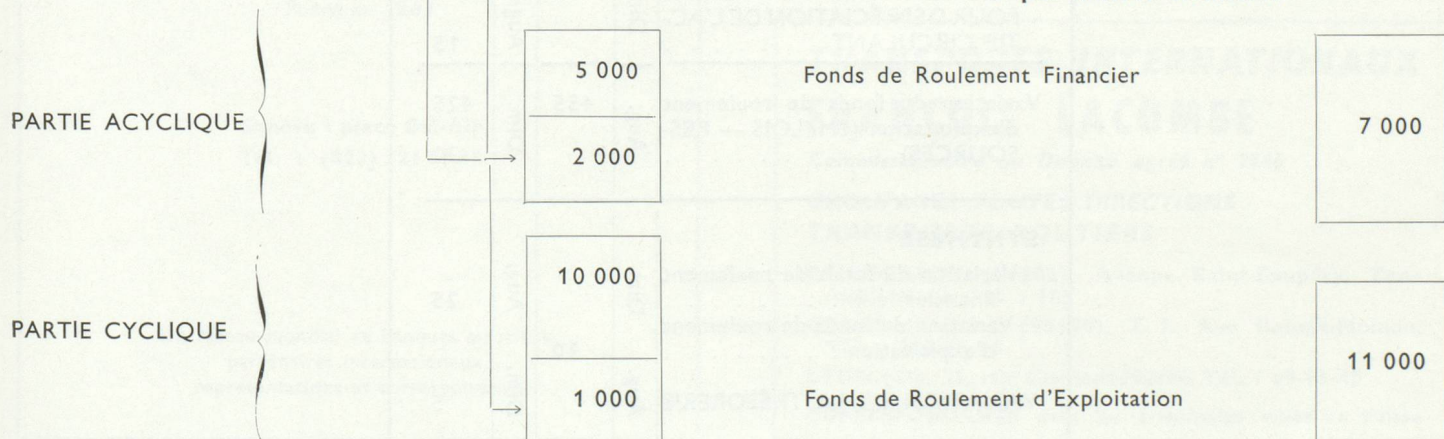 5 000 Fonds de Roulement Financier
PARTIE ACYCLIQUE 7 000
2 000
10 000
PARTIE CYCLIQUE
11 000
1 000 Fonds de Roulement d'Exploitation